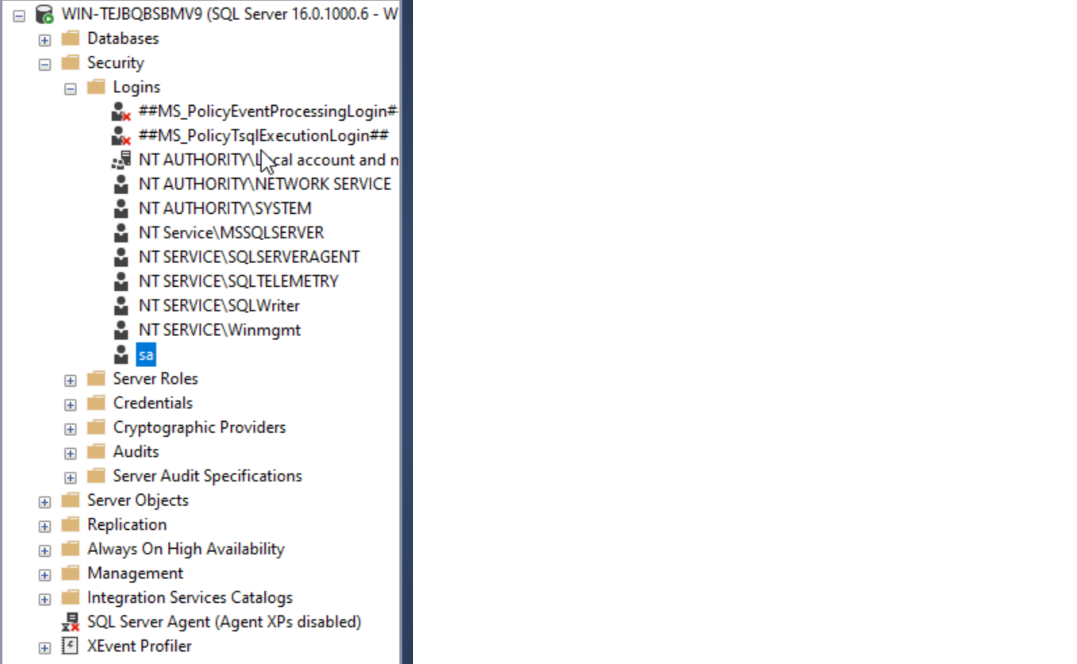 WIN-TEJBQBSBMV9 (SQL Server 16.0.1000.6 - W
Databases
Security
Logins
##MS_PolicyEventProcessingLogin#
##MS_PolicyTsqlExecutionLogin##
NT AUTHORITY\Local account and n
NT AUTHORITY\NETWORK SERVICE
NT AUTHORITY\SYSTEM
NT Service\MSSQLSERVER
NT SERVICE\SQLSERVERAGENT
NT SERVICE\SQLTELEMETRY
NT SERVICE\SQLWriter
NT SERVICE\Winmgmt
sa
Server Roles
Credentials
Cryptographic Providers
Audits
Server Audit Specifications
Server Objects
Replication
Always On High Availability
Management
Integration Services Catalogs
SQL Server Agent (Agent XPs disabled)
XEvent Profiler